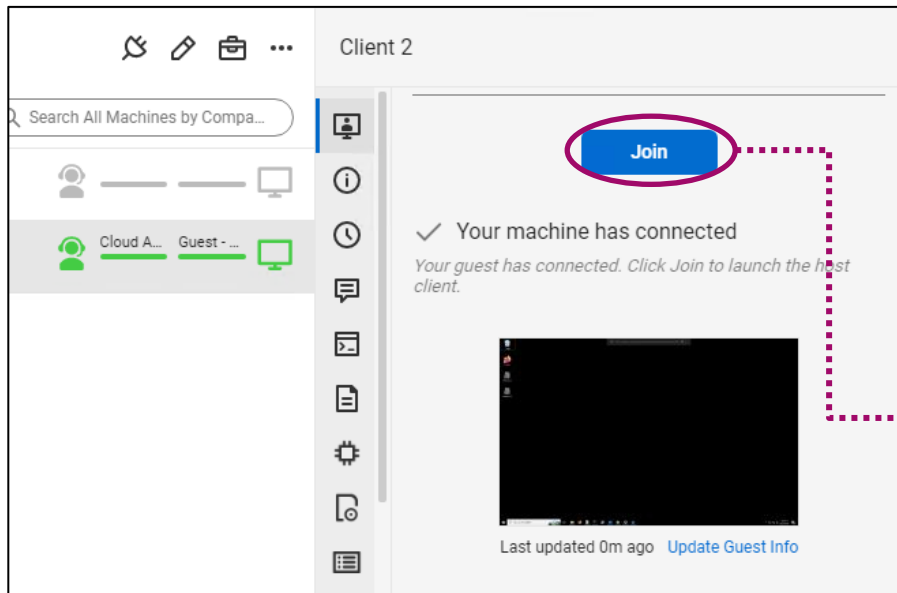 Client 2
Search All Machines by Compa...
Join
Cloud A... Guest - ...
Your machine has connected
Your guest has connected. Click Join to launch the host
client.
Last updated 0m ago Update Guest Info